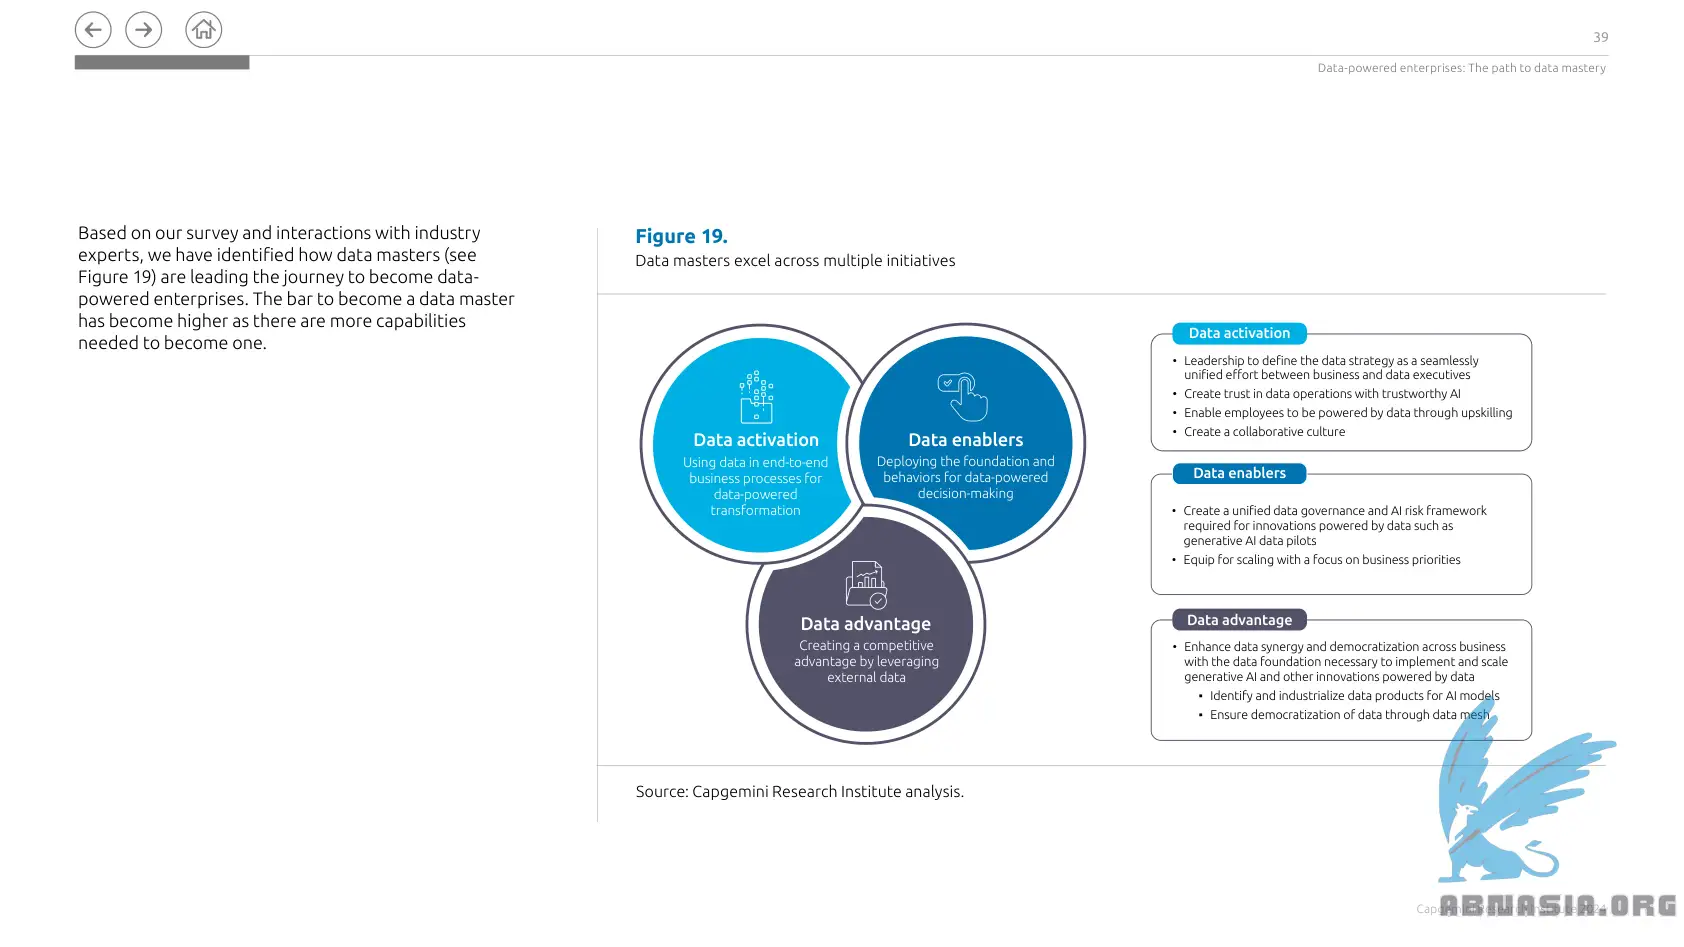 39
Data-powered enterprises: The path to data mastery
Based on our survey and interactions with industry
experts, we have identified how data masters (see
Figure 19) are leading the journey to become data-
powered enterprises. The bar to become a data master
has become higher as there are more capabilities
needed to become one.
Figure 19.
Data masters excel across multiple initiatives
Data activation
Using data in end-to-end
business processes for
data-powered
transformation
Data enablers
Deploying the foundation and
behaviors for data-powered
decision-making
Data advantage
Creating a competitive
advantage by leveraging
external data
Data activation
• Leadership to define the data strategy as a seamlessly
unified effort between business and data executives
• Create trust in data operations with trustworthy AI
• Enable employees to be powered by data through upskilling
• Create a collaborative culture
Data enablers
• Create a unified data governance and AI risk framework
required for innovations powered by data such as
generative AI data pilots
• Equip for scaling with a focus on business priorities
Data advantage
• Enhance data synergy and democratization across business
with the data foundation necessary to implement and scale
generative AI and other innovations powered by data
▪ Identify and industrialize data products for AI models
▪ Ensure democratization of data through data mesh
Source: Capgemini Research Institute analysis.
ABNASIA.ORG